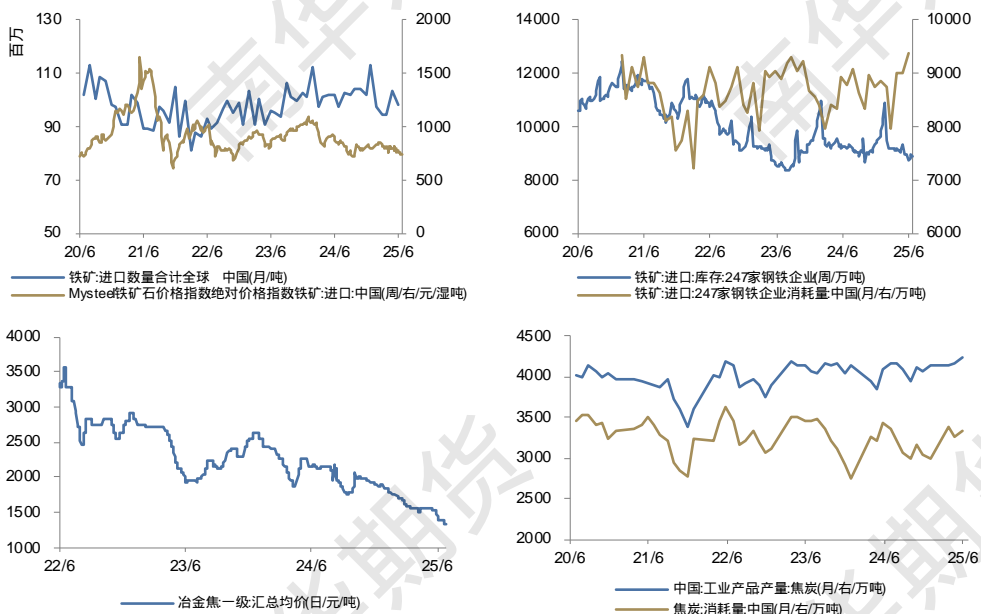 百万
130
110
90
70
50
2000
1500
1000
500
0
20/6 21/6 22/6 23/6 24/6 25/6
铁矿:进口数量合计全球 中国(月/吨)
Mysteel铁矿石价格指数绝对价格指数铁矿:进口:中国(周/右/元/湿吨)
14000
12000
10000
8000
6000
10000
9000
8000
7000
6000
20/6 21/6 22/6 23/6 24/6 25/6
铁矿:进口:库存:247家钢铁企业(周/万吨)
铁矿:进口:247家钢铁企业消耗量:中国(月/右/万吨)
4000
3500
3000
2500
2000
1500
1000
22/6 23/6 24/6 25/6
冶金焦:一级:汇总均价(日/元/吨)
4500
4000
3500
3000
2500
2000
20/6 21/6 22/6 23/6 24/6 25/6
中国:工业产品产量:焦炭(月/右/万吨)
焦炭:消耗量:中国(月/右/万吨)
南华
南华
华期货
华期